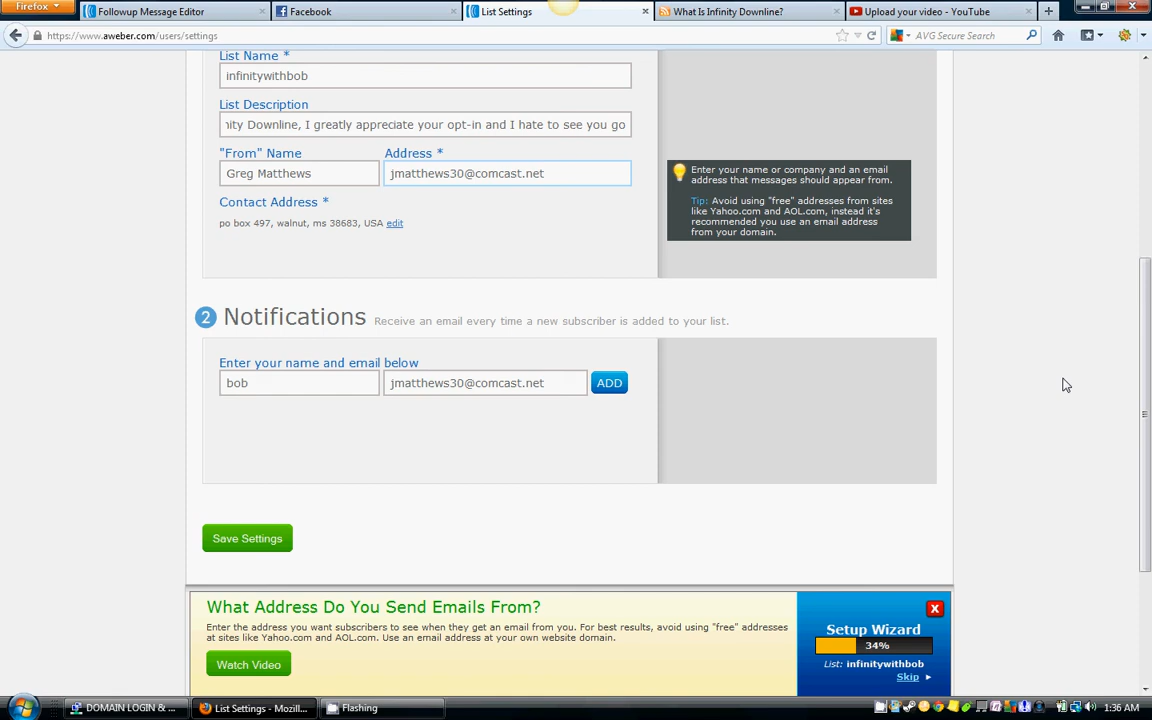 Firefox
Followup Message Editor
Facebook
List Settings
What Is Infinity Downline?
Upload your video - YouTube
https://www.aweber.com/users/settings
AVG Secure Search
List Name *
infinitywithbob
List Description
nity Downline, I greatly appreciate your opt-in and I hate to see you go
"From" Name
Address *
Greg Matthews
jmatthews30@comcast.net
Contact Address *
po box 497, walnut, ms 38683, USA edit
Enter your name or company and an email
address that messages should appear from.
Tip: Avoid using "free" addresses from sites
like Yahoo.com and AOL.com, instead it's
recommended you use an email address
from your domain.
2 Notifications Receive an email every time a new subscriber is added to your list.
Enter your name and email below
bob
jmatthews30@comcast.net
ADD
Save Settings
What Address Do You Send Emails From?
Enter the address you want subscribers to see when they get an email from you. For best results, avoid using "free" addresses
at sites like Yahoo.com and AOL.com. Use an email address at your own website domain.
Watch Video
Setup Wizard
34%
List: infinitywithbob
Skip
DOMAIN LOGIN & ...
List Settings - Mozill...
Flashing
1:36 AM